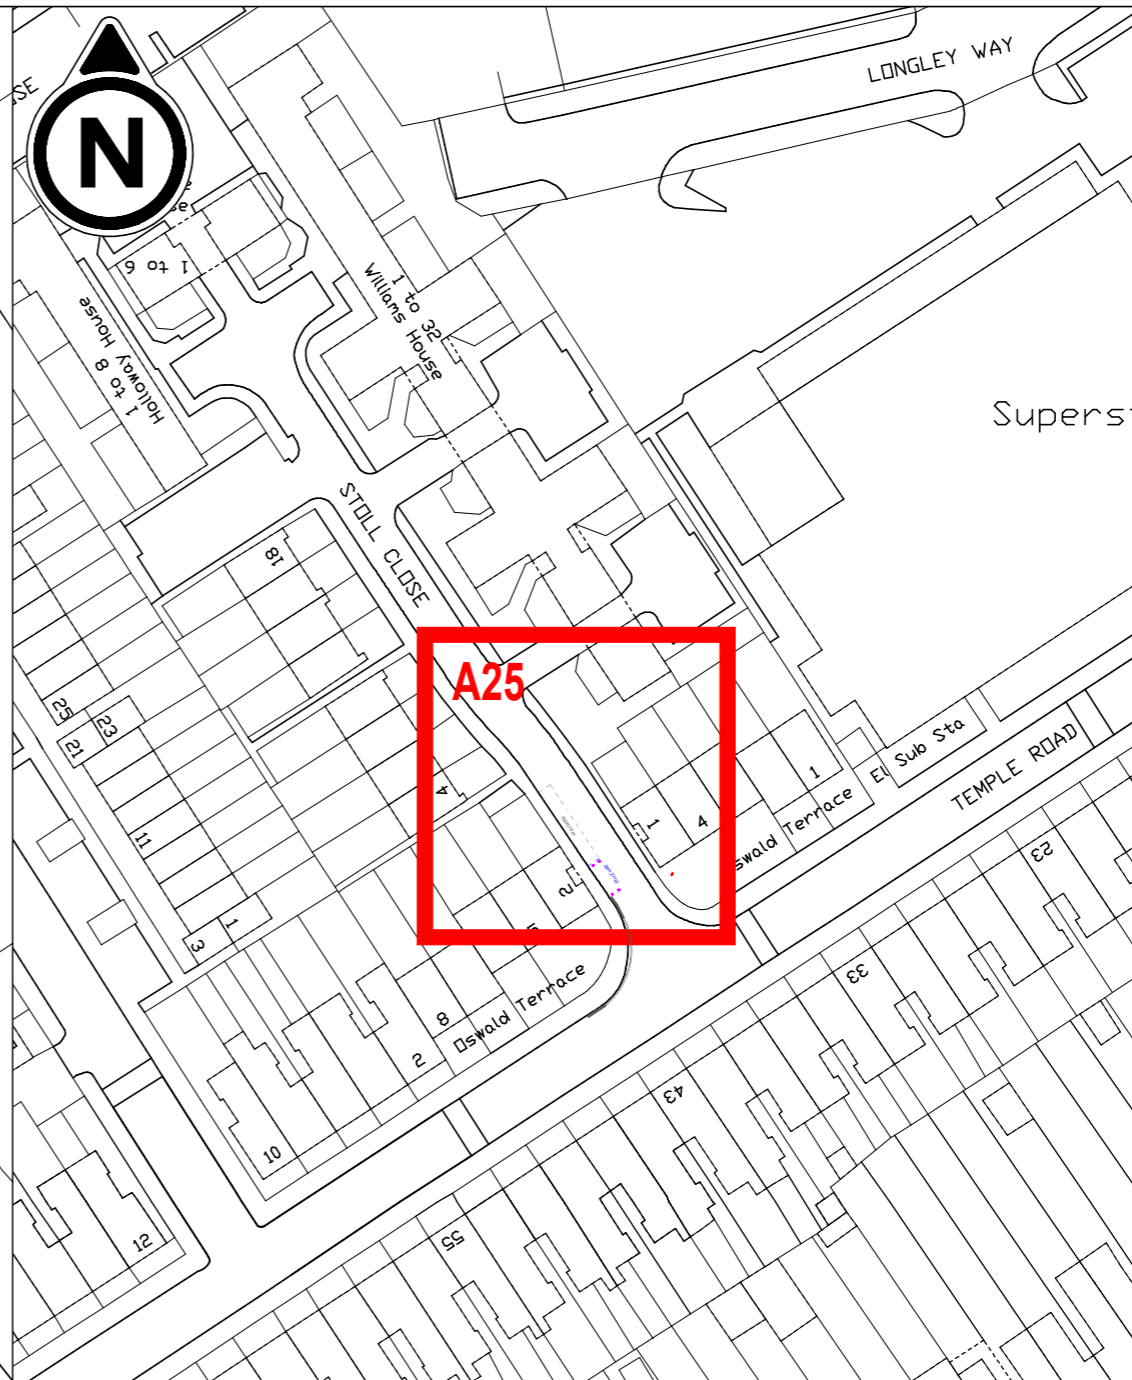 LONGLEY WAY
SE
N
1 to 6
1 to 32
Williams House
1 to 8
Holloway House
Superst
STOLL CLOSE
18
A25
25
23
21
El Sub Sta
TEMPLE ROAD
1
4
1
4
swald Terrace
11
23
2
5
1
3
33
Oswald Terrace
8
2
43
10
55
12